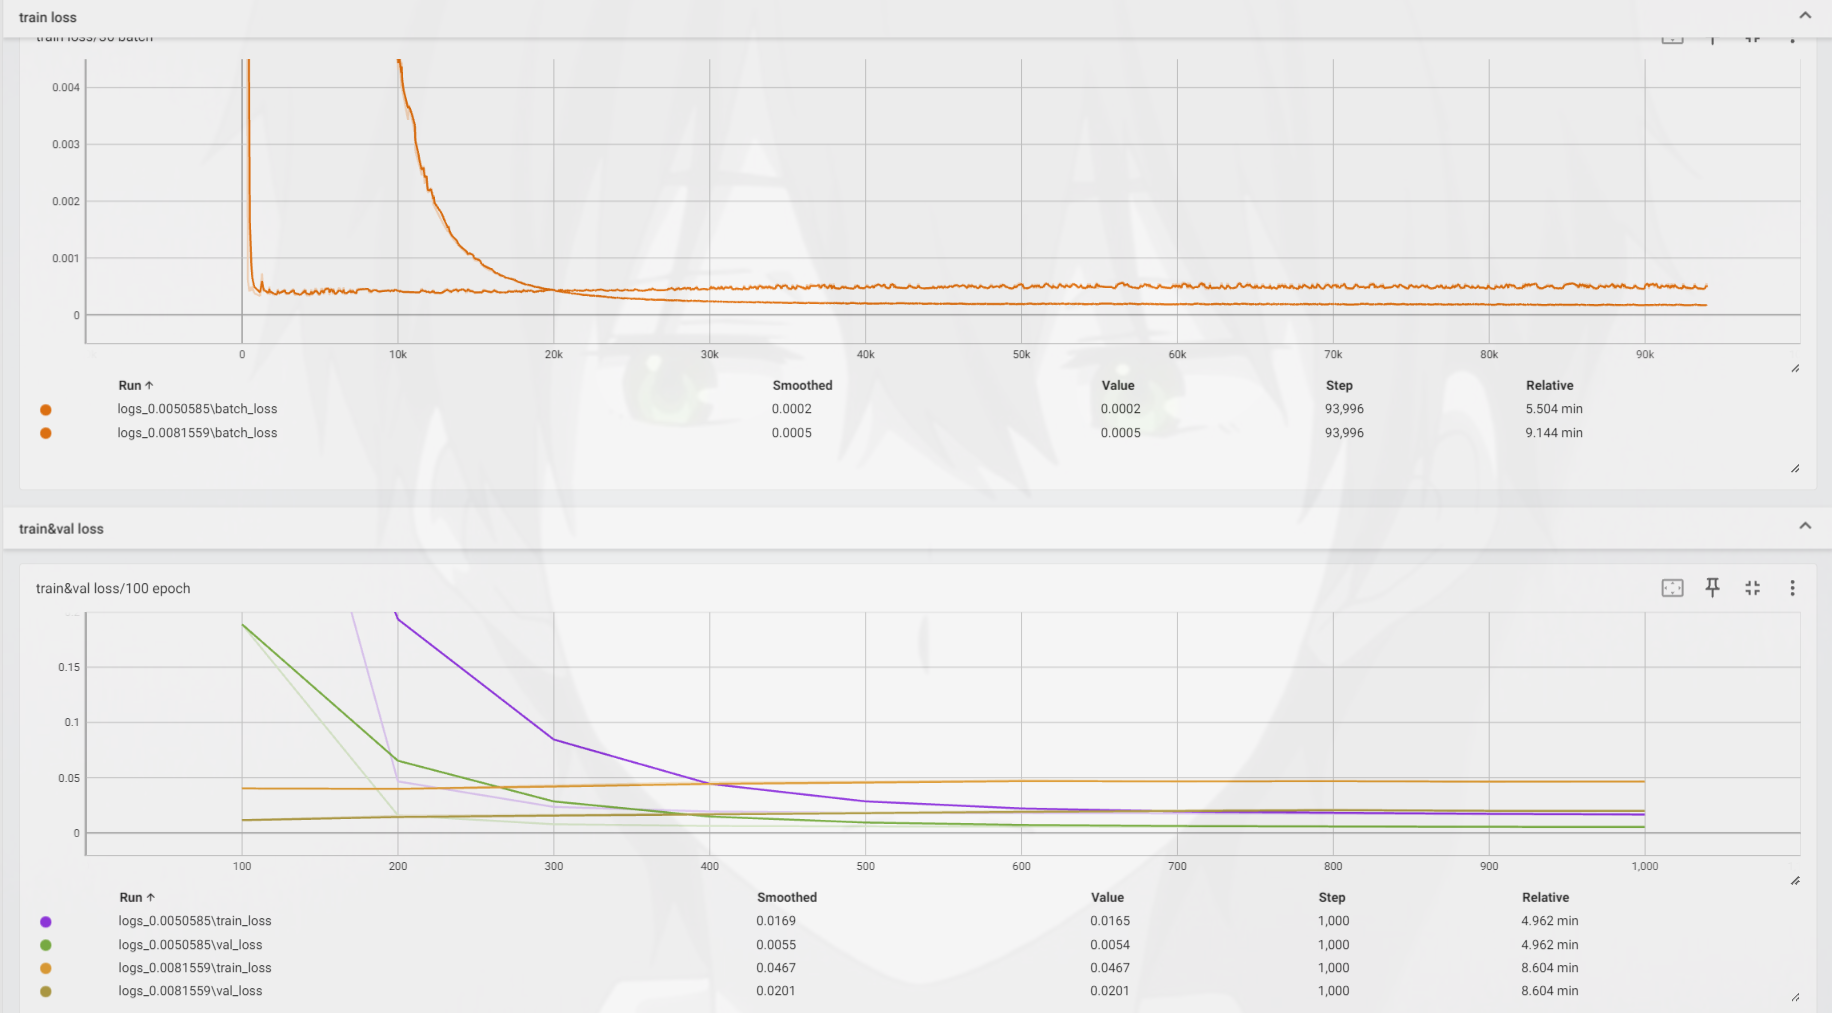 train loss
train loss/50 batch
0.004
0.003
0.002
0.001
0
0 10k 20k 30k 40k 50k 60k 70k 80k 90k
Run ↑ Smoothed Value Step Relative
logs_0.0050585\batch_loss 0.0002 0.0002 93,996 5.504 min
logs_0.0081559\batch_loss 0.0005 0.0005 93,996 9.144 min
train&val loss
train&val loss/100 epoch
0.15
0.1
0.05
0
100 200 300 400 500 600 700 800 900 1,000
Run ↑ Smoothed Value Step Relative
logs_0.0050585\train_loss 0.0169 0.0165 1,000 4.962 min
logs_0.0050585\val_loss 0.0055 0.0054 1,000 4.962 min
logs_0.0081559\train_loss 0.0467 0.0467 1,000 8.604 min
logs_0.0081559\val_loss 0.0201 0.0201 1,000 8.604 min